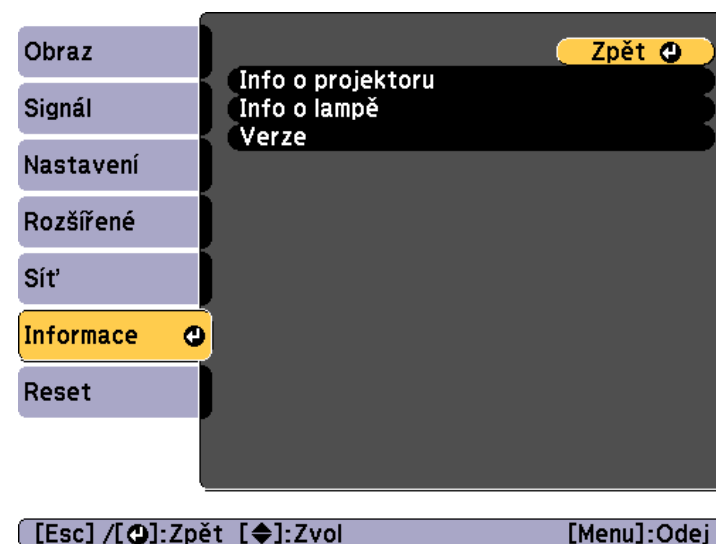 Obraz
Signál
Nastavení
Rozšířené
Síť
Informace
Reset
Zpět
Info o projektoru
Info o lampě
Verze
[Esc] /[ ]:Zpět [ ]:Zvol [Menu]:Odej